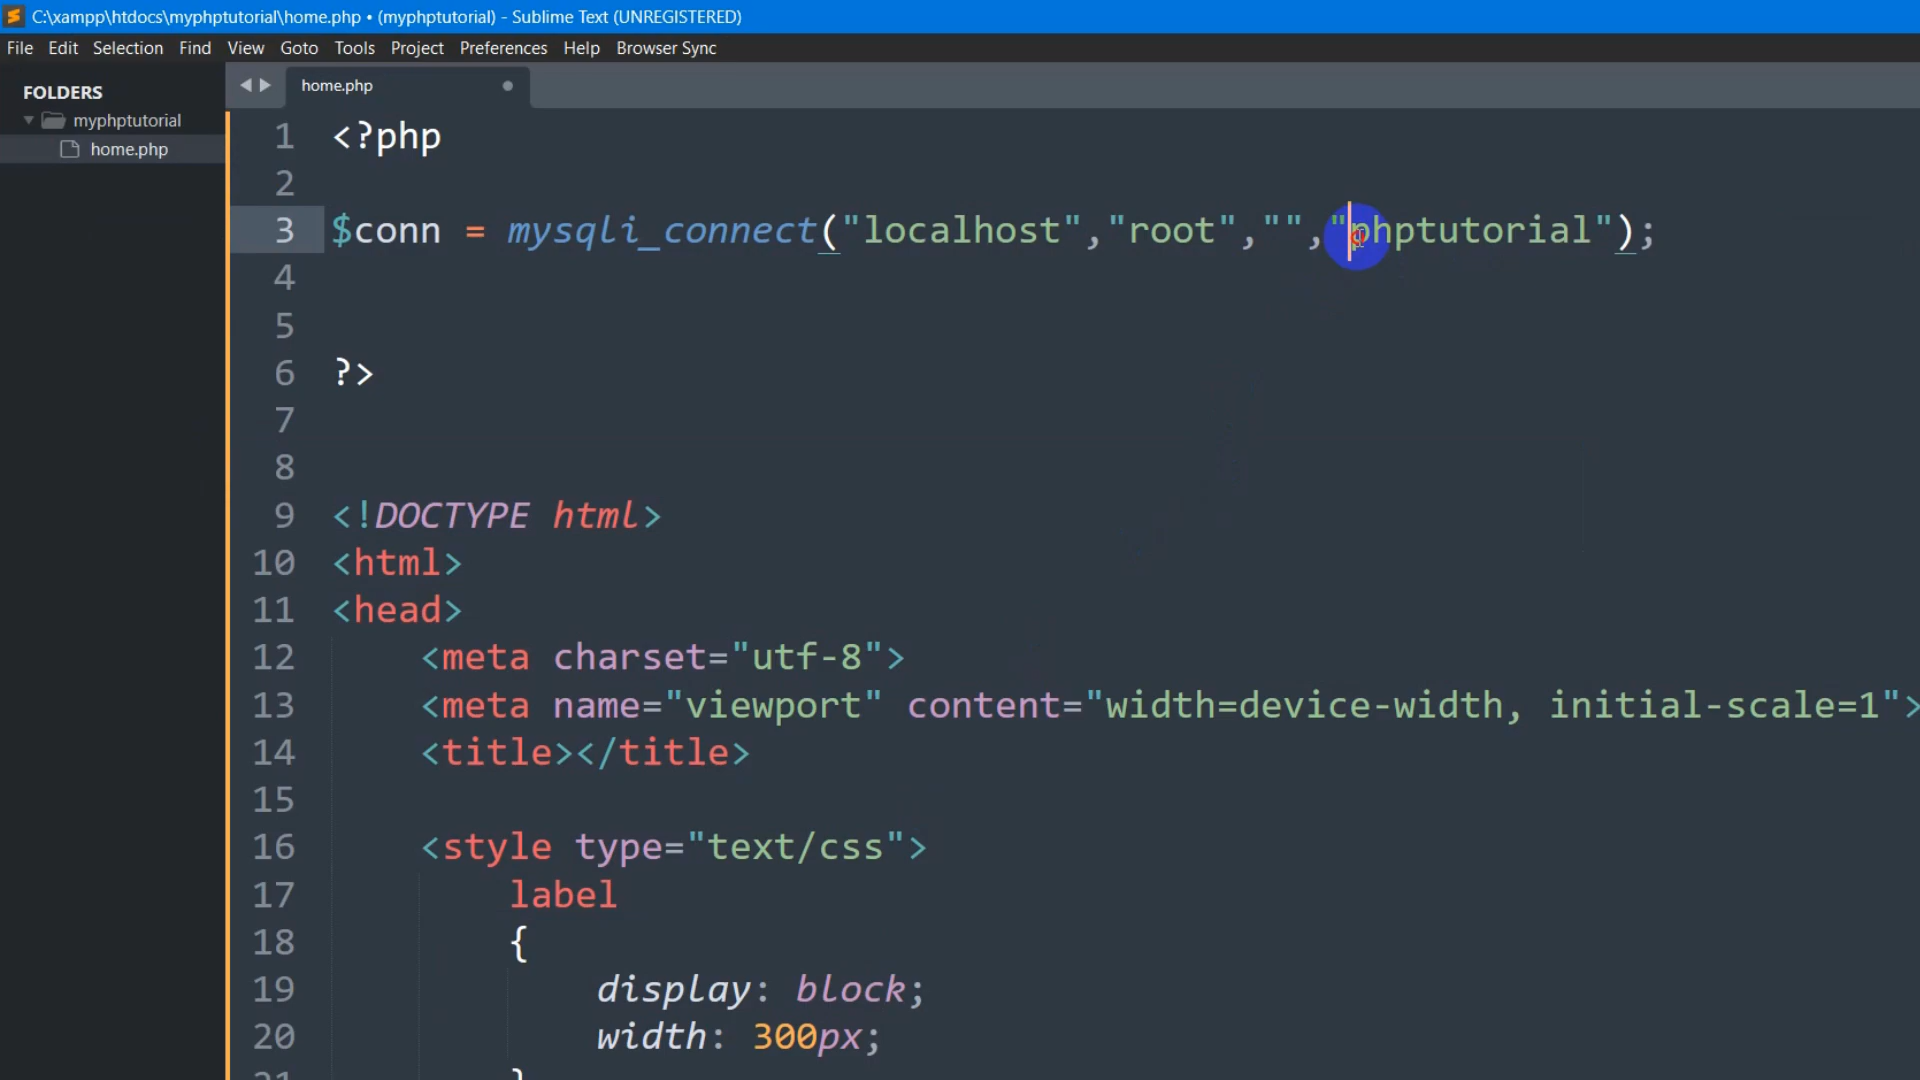 C:\xampp\htdocs\myphptutorial\home.php • (myphptutorial) - Sublime Text (UNREGISTERED)
File Edit Selection Find View Goto Tools Project Preferences Help Browser Sync
FOLDERS
myphptutorial
home.php
home.php
1 <?php
2
3 $conn = mysqli_connect("localhost","root","","phptutorial");
4
5
6 ?>
7
8
9 <!DOCTYPE html>
10 <html>
11 <head>
12 <meta charset="utf-8">
13 <meta name="viewport" content="width=device-width, initial-scale=1">
14 <title></title>
15
16 <style type="text/css">
17 label
18 {
19 display: block;
20 width: 300px;